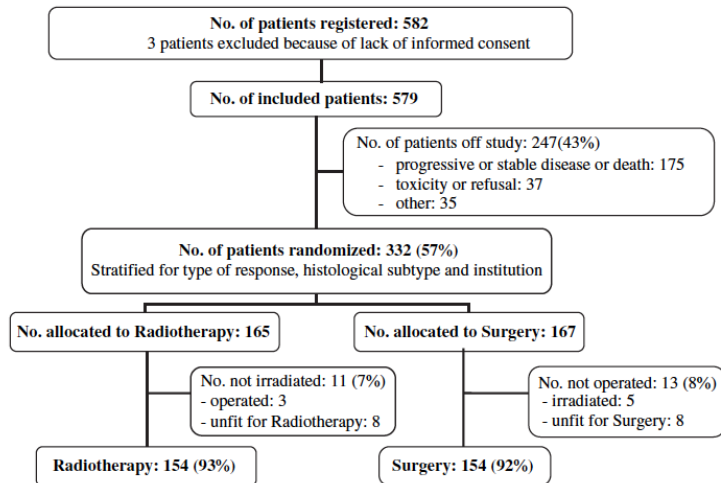 No. of patients registered: 582
3 patients excluded because of lack of informed consent
No. of included patients: 579
No. of patients off study: 247(43%)
- progressive or stable disease or death: 175
- toxicity or refusal: 37
- other: 35
No. of patients randomized: 332 (57%)
Stratified for type of response, histological subtype and institution
No. allocated to Radiotherapy: 165
No. allocated to Surgery: 167
No. not irradiated: 11 (7%)
- operated: 3
- unfit for Radiotherapy: 8
No. not operated: 13 (8%)
- irradiated: 5
- unfit for Surgery: 8
Radiotherapy: 154 (93%)
Surgery: 154 (92%)